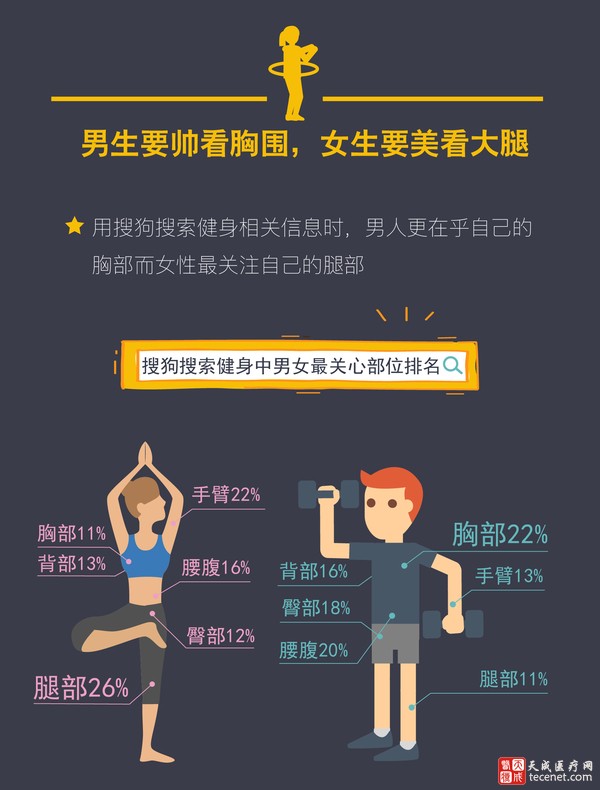 男生要帅看胸围，女生要美看大腿
用搜狗搜索健身相关信息时，男人更在乎自己的
胸部而女性最关注自己的腿部
搜狗搜索健身中男女最关心部位排名
手臂22%
胸部11%
背部13%
腰腹16%
臀部12%
腿部26%
胸部22%
背部16%
手臂13%
臀部18%
腰腹20%
腿部11%
天成医疗网
tecenet.com